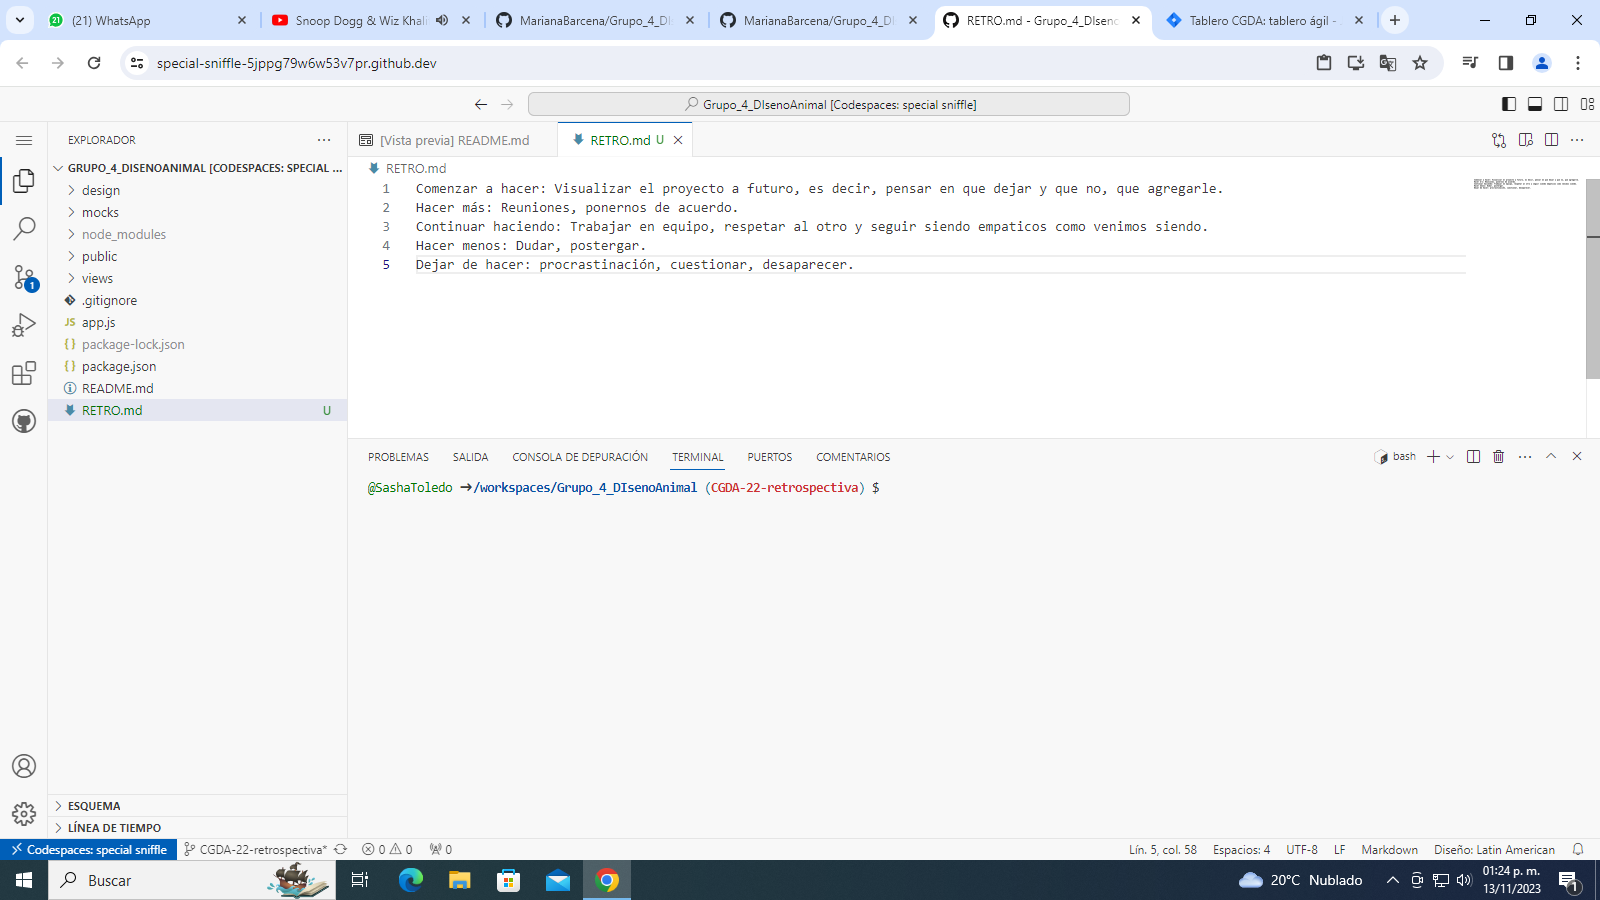 (21) WhatsApp
Snoop Dogg & Wiz Khali
MarianaBarcena/Grupo_4_DI
MarianaBarcena/Grupo_4_DI
RETRO.md - Grupo_4_DIseno
Tablero CGDA: tablero ágil -
special-sniffle-5jppg79w6w53v7pr.github.dev
Grupo_4_DIsenoAnimal [Codespaces: special sniffle]
EXPLORADOR
GRUPO_4_DISENOANIMAL [CODESPACES: SPECIAL ...
design
mocks
node_modules
public
views
.gitignore
JS app.js
{ } package-lock.json
{ } package.json
README.md
RETRO.md U
ESQUEMA
LÍNEA DE TIEMPO
[Vista previa] README.md
RETRO.md U
RETRO.md
1 Comenzar a hacer: Visualizar el proyecto a futuro, es decir, pensar en que dejar y que no, que agregarle.
2 Hacer más: Reuniones, ponernos de acuerdo.
3 Continuar haciendo: Trabajar en equipo, respetar al otro y seguir siendo empaticos como venimos siendo.
4 Hacer menos: Dudar, postergar.
5 Dejar de hacer: procrastinación, cuestionar, desaparecer.
PROBLEMAS SALIDA CONSOLA DE DEPURACIÓN TERMINAL PUERTOS COMENTARIOS
bash
@SashaToledo ➜/workspaces/Grupo_4_DIsenoAnimal (CGDA-22-retrospectiva) $
1
Codespaces: special sniffle CGDA-22-retrospectiva* 0 0 0
Lín. 5, col. 58 Espacios: 4 UTF-8 LF Markdown Diseño: Latin American
Buscar
20°C Nublado
01:24 p. m.
13/11/2023
1